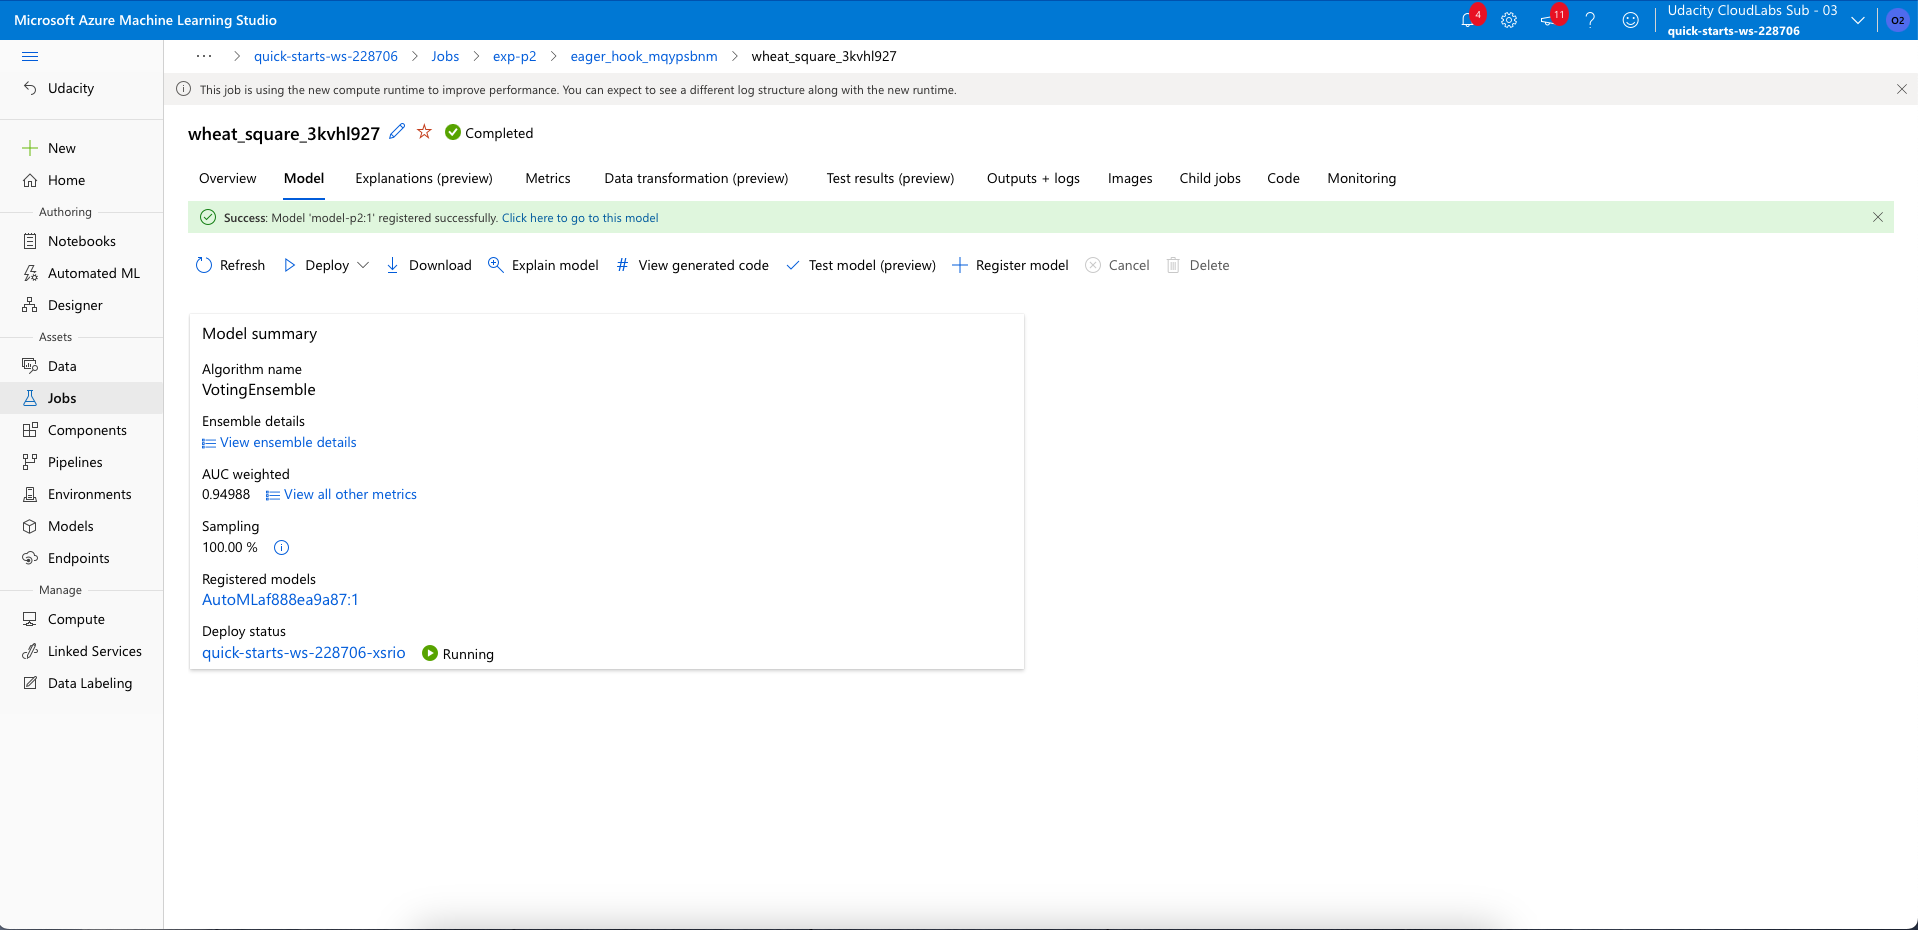 Microsoft Azure Machine Learning Studio
4
11
Udacity CloudLabs Sub - 03
quick-starts-ws-228706
O2
Udacity
New
Home
Authoring
Notebooks
Automated ML
Designer
Assets
Data
Jobs
Components
Pipelines
Environments
Models
Endpoints
Manage
Compute
Linked Services
Data Labeling
··· > quick-starts-ws-228706 > Jobs > exp-p2 > eager_hook_mqypsbnm > wheat_square_3kvhl927
This job is using the new compute runtime to improve performance. You can expect to see a different log structure along with the new runtime.
wheat_square_3kvhl927 Completed
Overview Model Explanations (preview) Metrics Data transformation (preview) Test results (preview) Outputs + logs Images Child jobs Code Monitoring
Success: Model 'model-p2:1' registered successfully. Click here to go to this model
Refresh Deploy Download Explain model # View generated code Test model (preview) Register model Cancel Delete
Model summary
Algorithm name
VotingEnsemble
Ensemble details
View ensemble details
AUC weighted
0.94988 View all other metrics
Sampling
100.00 %
Registered models
AutoMLaf888ea9a87:1
Deploy status
quick-starts-ws-228706-xsrio Running